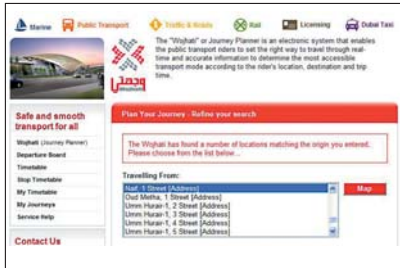 Marine
Public Transport
Traffic & Roads
Rail
Licensing
Dubai Taxi
The "Wojhati" or Journey Planner is an electronic system that enables
the public transport riders to set the right way to travel through real-
time and accurate information to determine the most accessible
transport mode according to the rider's location, destination and trip
time.
وجهتي
Wojhati
Safe and smooth
transport for all
Wojhati (Journey Planner)
Departure Board
Timetable
Stop Timetable
My Timetable
My Journeys
Service Help
Contact Us
Plan Your Journey - Refine your search
The Wojhati has found a number of locations matching the origin you entered.
Please choose from the list below...
Travelling From:
Naif, 1 Street [Address]
Oud Metha, 1 Street [Address]
Umm Hurair-1, 2 Street [Address]
Umm Hurair-1, 3 Street [Address]
Umm Hurair-1, 4 Street [Address]
Umm Hurair-1, 5 Street [Address]
Map